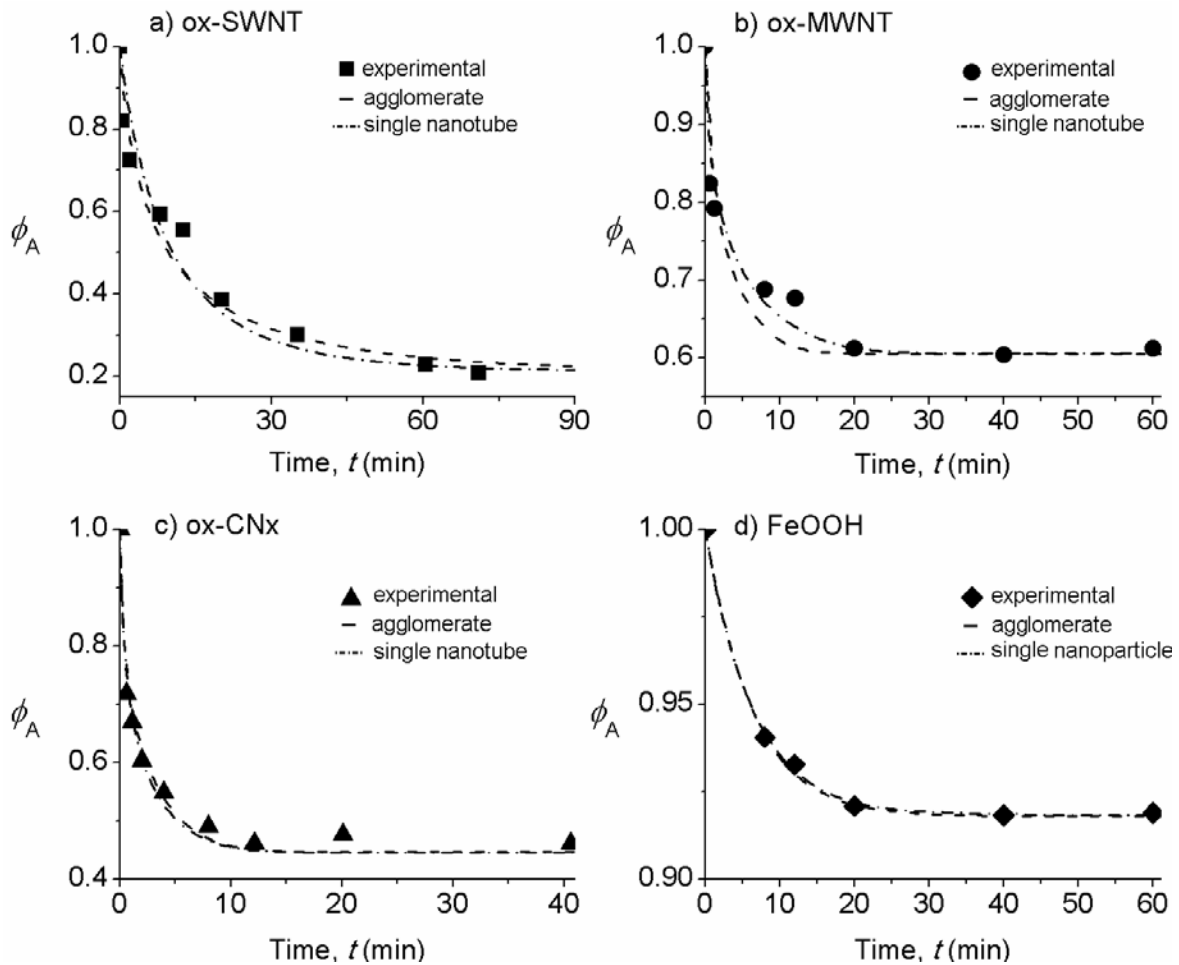 a) ox-SWNT
1.0
experimental
agglomerate
single nanotube
0.8
0.6
ϕA
0.4
0.2
0 30 60 90
Time, t (min)
b) ox-MWNT
1.0
experimental
agglomerate
single nanotube
0.9
0.8
ϕA
0.7
0.6
0 10 20 30 40 50 60
Time, t (min)
c) ox-CNx
1.0
experimental
agglomerate
single nanotube
0.8
ϕA
0.6
0.4
0 10 20 30 40
Time, t (min)
d) FeOOH
1.00
experimental
agglomerate
single nanoparticle
0.95
ϕA
0.90
0 10 20 30 40 50 60
Time, t (min)